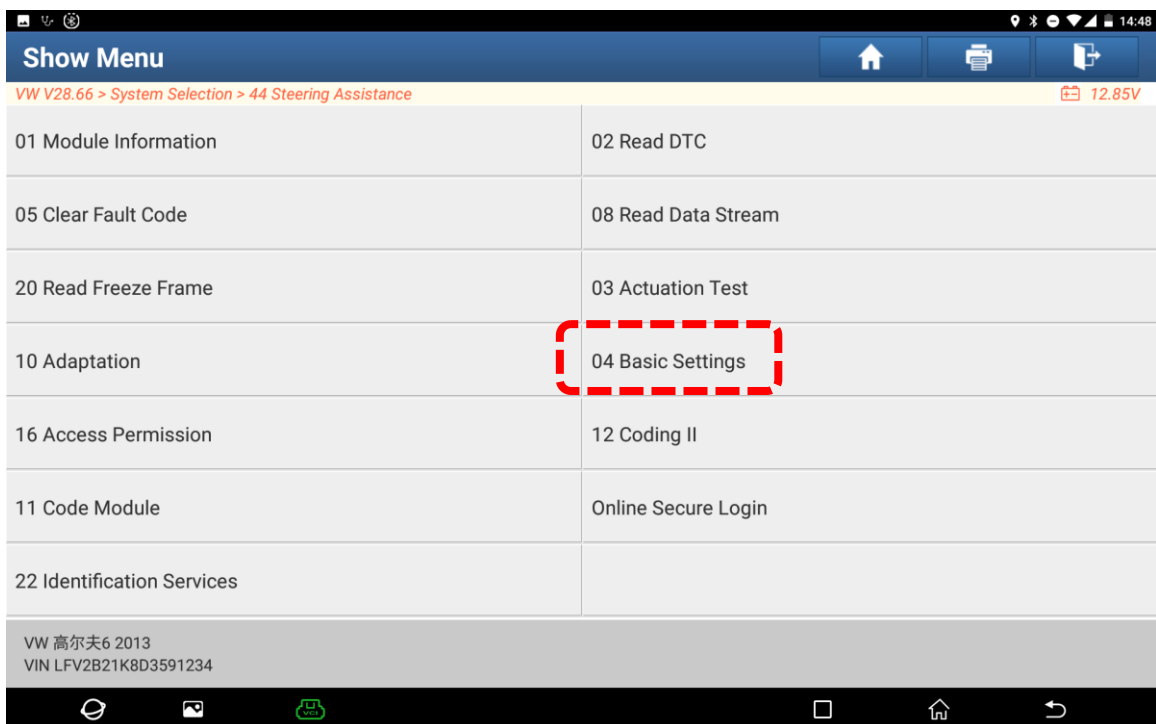 14:48
Show Menu
VW V28.66 > System Selection > 44 Steering Assistance
12.85V
01 Module Information
02 Read DTC
05 Clear Fault Code
08 Read Data Stream
20 Read Freeze Frame
03 Actuation Test
10 Adaptation
04 Basic Settings
16 Access Permission
12 Coding II
11 Code Module
Online Secure Login
22 Identification Services
VW 高尔夫6 2013
VIN LFV2B21K8D3591234
VCI